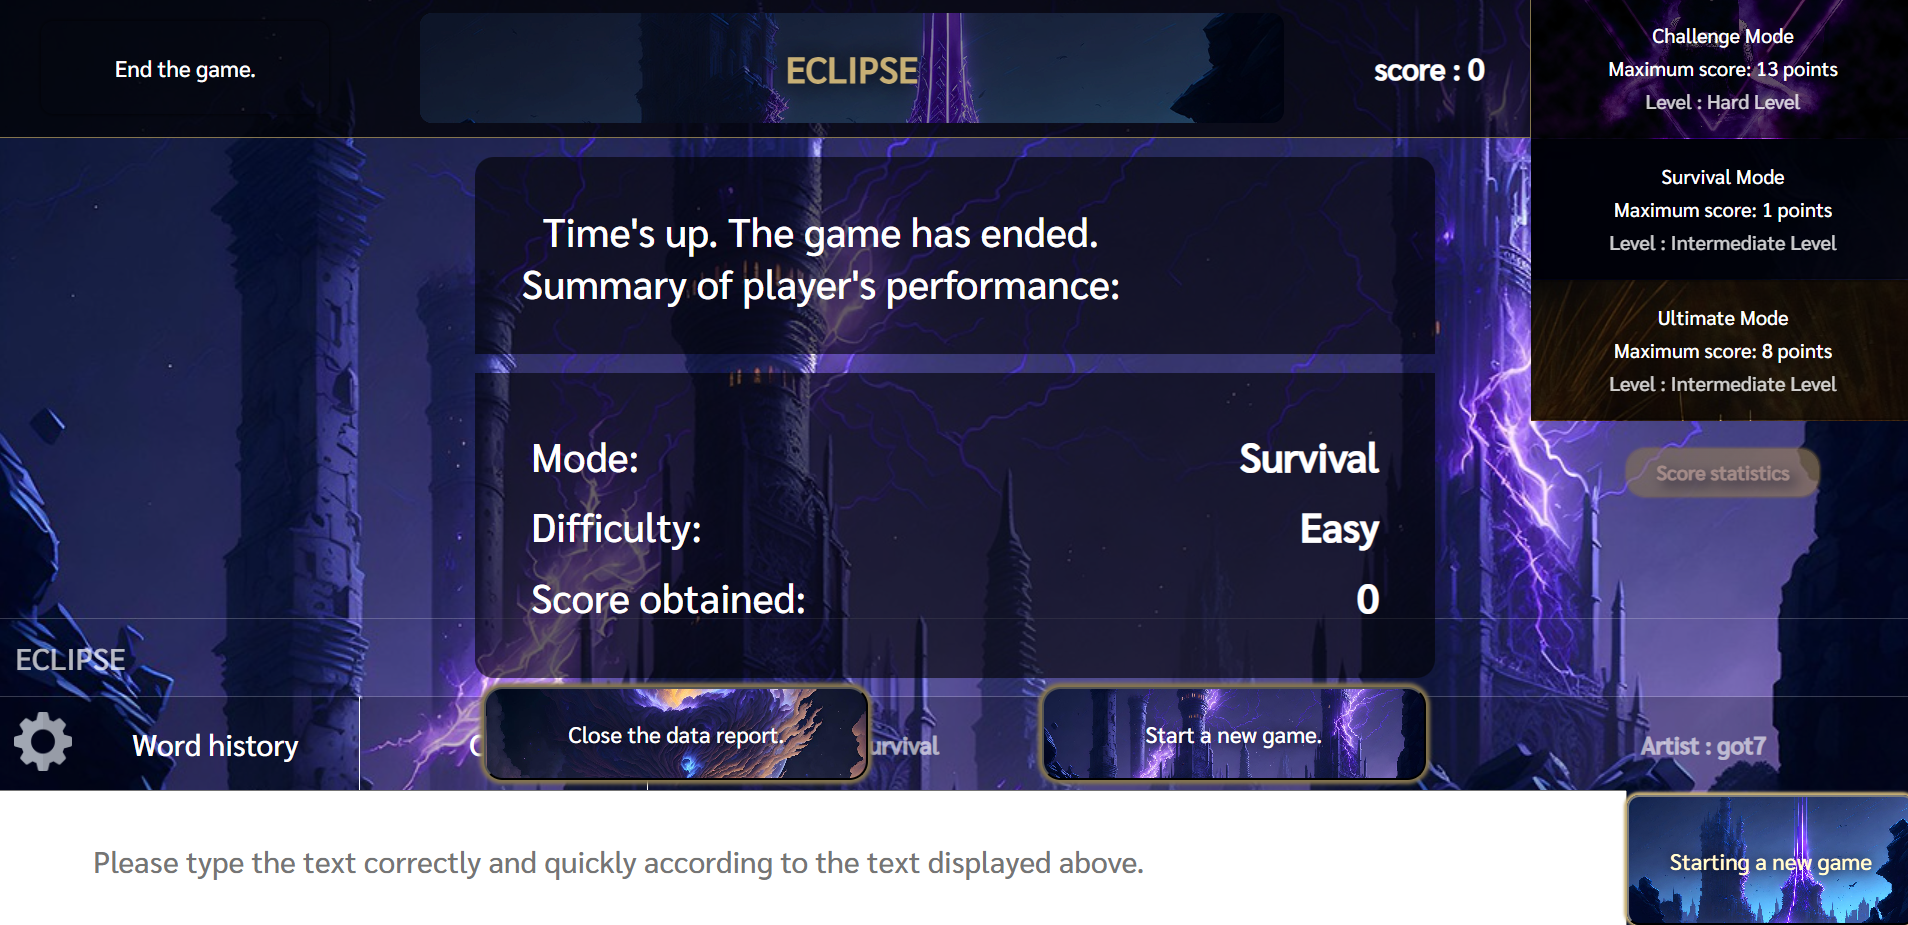 End the game.
ECLIPSE
score : 0
Challenge Mode
Maximum score: 13 points
Level : Hard Level
Survival Mode
Maximum score: 1 points
Level : Intermediate Level
Ultimate Mode
Maximum score: 8 points
Level : Intermediate Level
Score statistics
Time's up. The game has ended.
Summary of player's performance:
Mode: Survival
Difficulty: Easy
Score obtained: 0
ECLIPSE
Word history
Close the data report.
Start a new game.
Artist : got7
Please type the text correctly and quickly according to the text displayed above.
Starting a new game